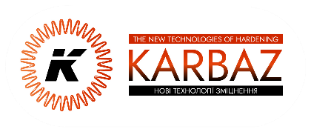 K
THE NEW TECHNOLOGIES OF HARDENING
KARBAZ
НОВІ ТЕХНОЛОГІЇ ЗМІЦНЕННЯ